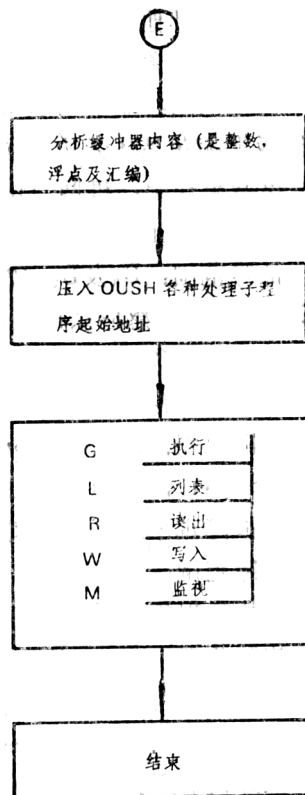 E
分析缓冲器内容（是整数，
浮点及汇编）
压入 OUSH 各种处理子程
序起始地址
G 执行
L 列表
R 读出
W 写入
M 监视
结束